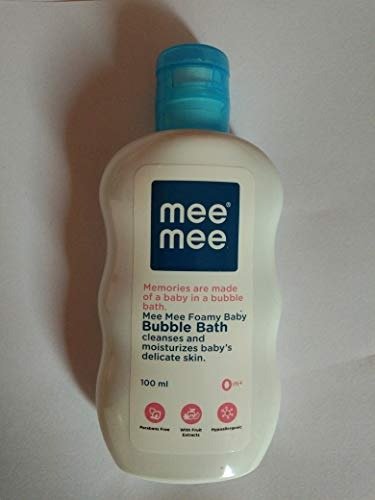 mee®
mee
Memories are made
of a baby in a bubble
bath.
Mee Mee Foamy Baby
Bubble Bath
cleanses and
moisturizes baby's
delicate skin.
100 ml
0m+
Parabens Free
With Fruit
Extracts
Hypoallergenic